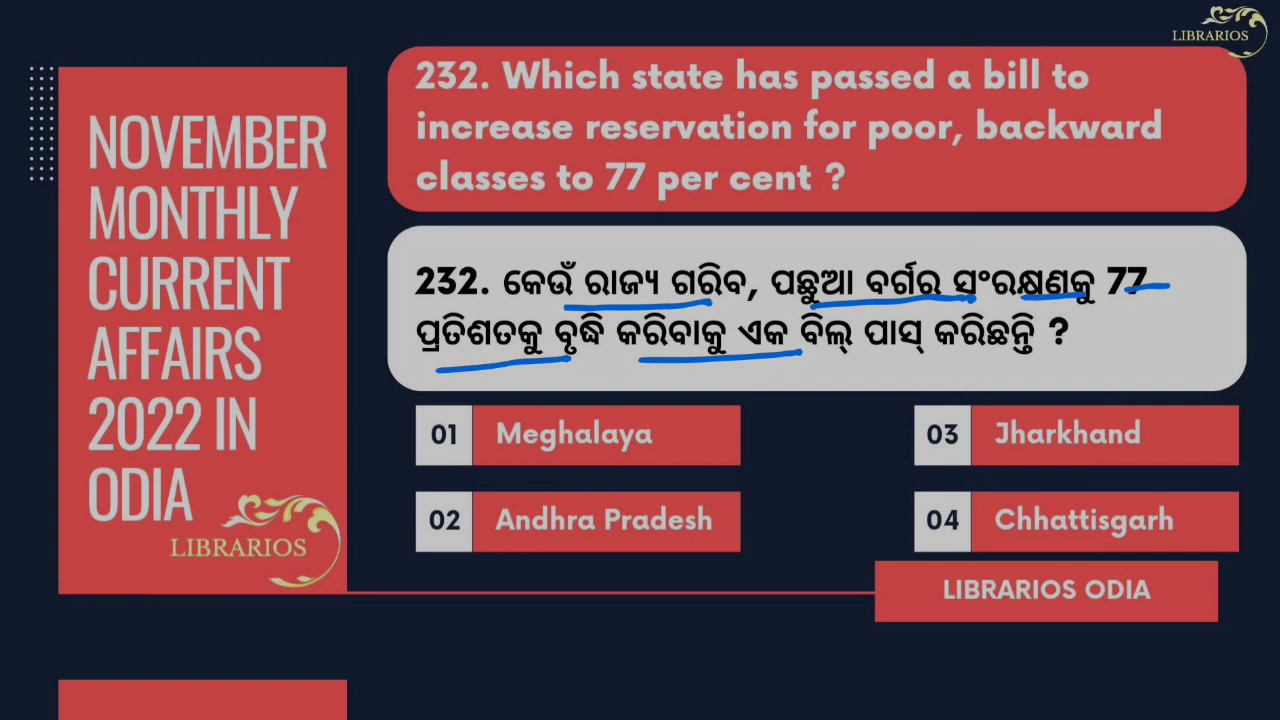 LIBRARIOS
NOVEMBER
MONTHLY
CURRENT
AFFAIRS
2022 IN
ODIA
LIBRARIOS
232. Which state has passed a bill to
increase reservation for poor, backward
classes to 77 per cent ?
232. କେଉଁ ରାଜ୍ୟ ଗରିବ, ପଛୁଆ ବର୍ଗର ସଂରକ୍ଷଣକୁ 77
ପ୍ରତିଶତକୁ ବୃଦ୍ଧି କରିବାକୁ ଏକ ବିଲ୍ ପାସ୍ କରିଛନ୍ତି ?
01 Meghalaya
02 Andhra Pradesh
03 Jharkhand
04 Chhattisgarh
LIBRARIOS ODIA